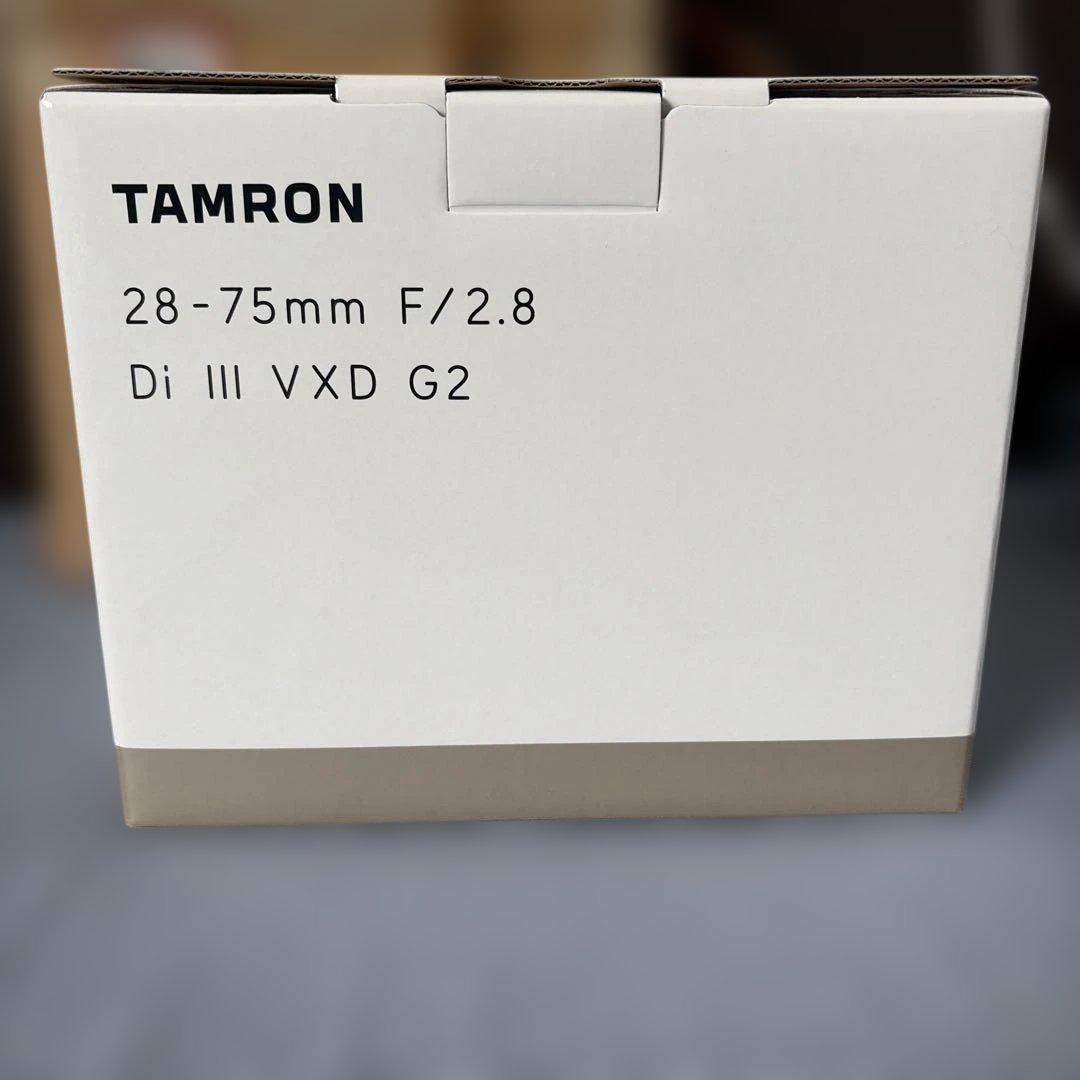 TAMRON
28-75mm F/2.8
Di III VXD G2